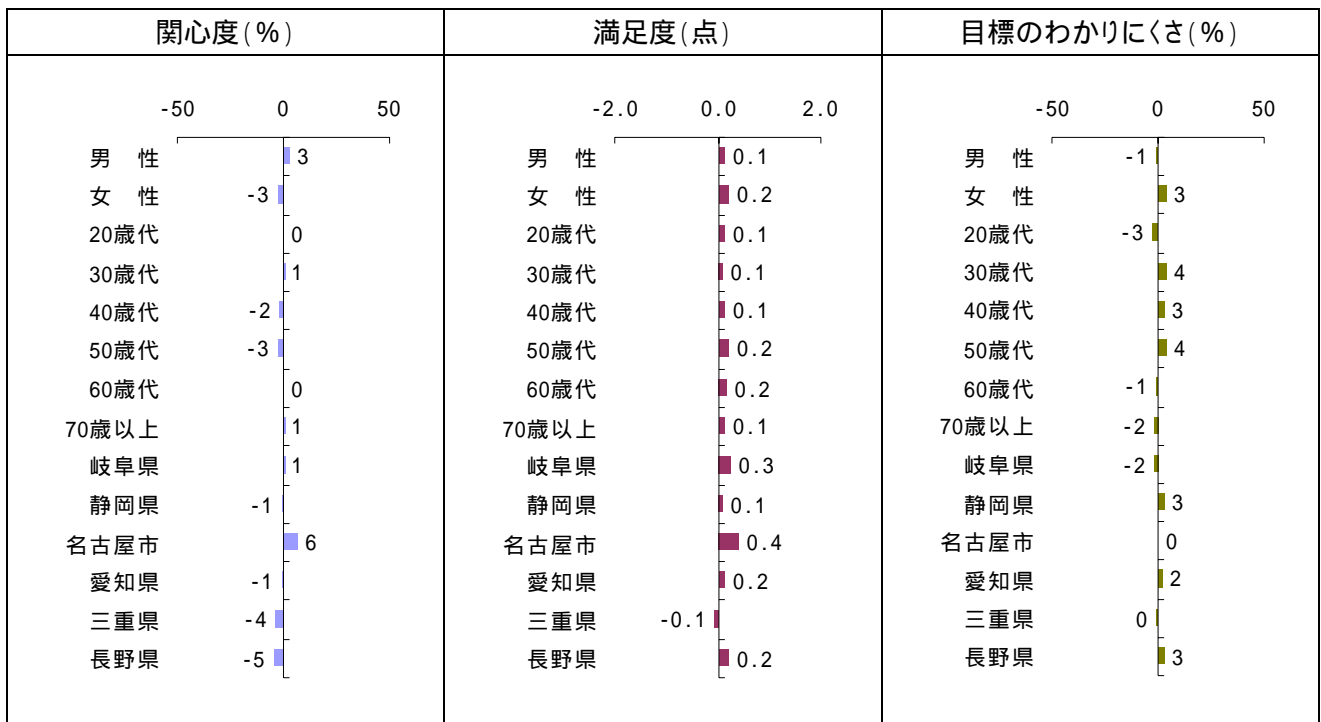 関心度(%)
-50 0 50
男 性 3
女 性 -3
20歳代 0
30歳代 1
40歳代 -2
50歳代 -3
60歳代 0
70歳以上 1
岐阜県 1
静岡県 -1
名古屋市 6
愛知県 -1
三重県 -4
長野県 -5
満足度(点)
-2.0 0.0 2.0
男 性 0.1
女 性 0.2
20歳代 0.1
30歳代 0.1
40歳代 0.1
50歳代 0.2
60歳代 0.2
70歳以上 0.1
岐阜県 0.3
静岡県 0.1
名古屋市 0.4
愛知県 0.2
三重県 -0.1
長野県 0.2
目標のわかりにくさ(%)
-50 0 50
男 性 -1
女 性 3
20歳代 -3
30歳代 4
40歳代 3
50歳代 4
60歳代 -1
70歳以上 -2
岐阜県 -2
静岡県 3
名古屋市 0
愛知県 2
三重県 0
長野県 3